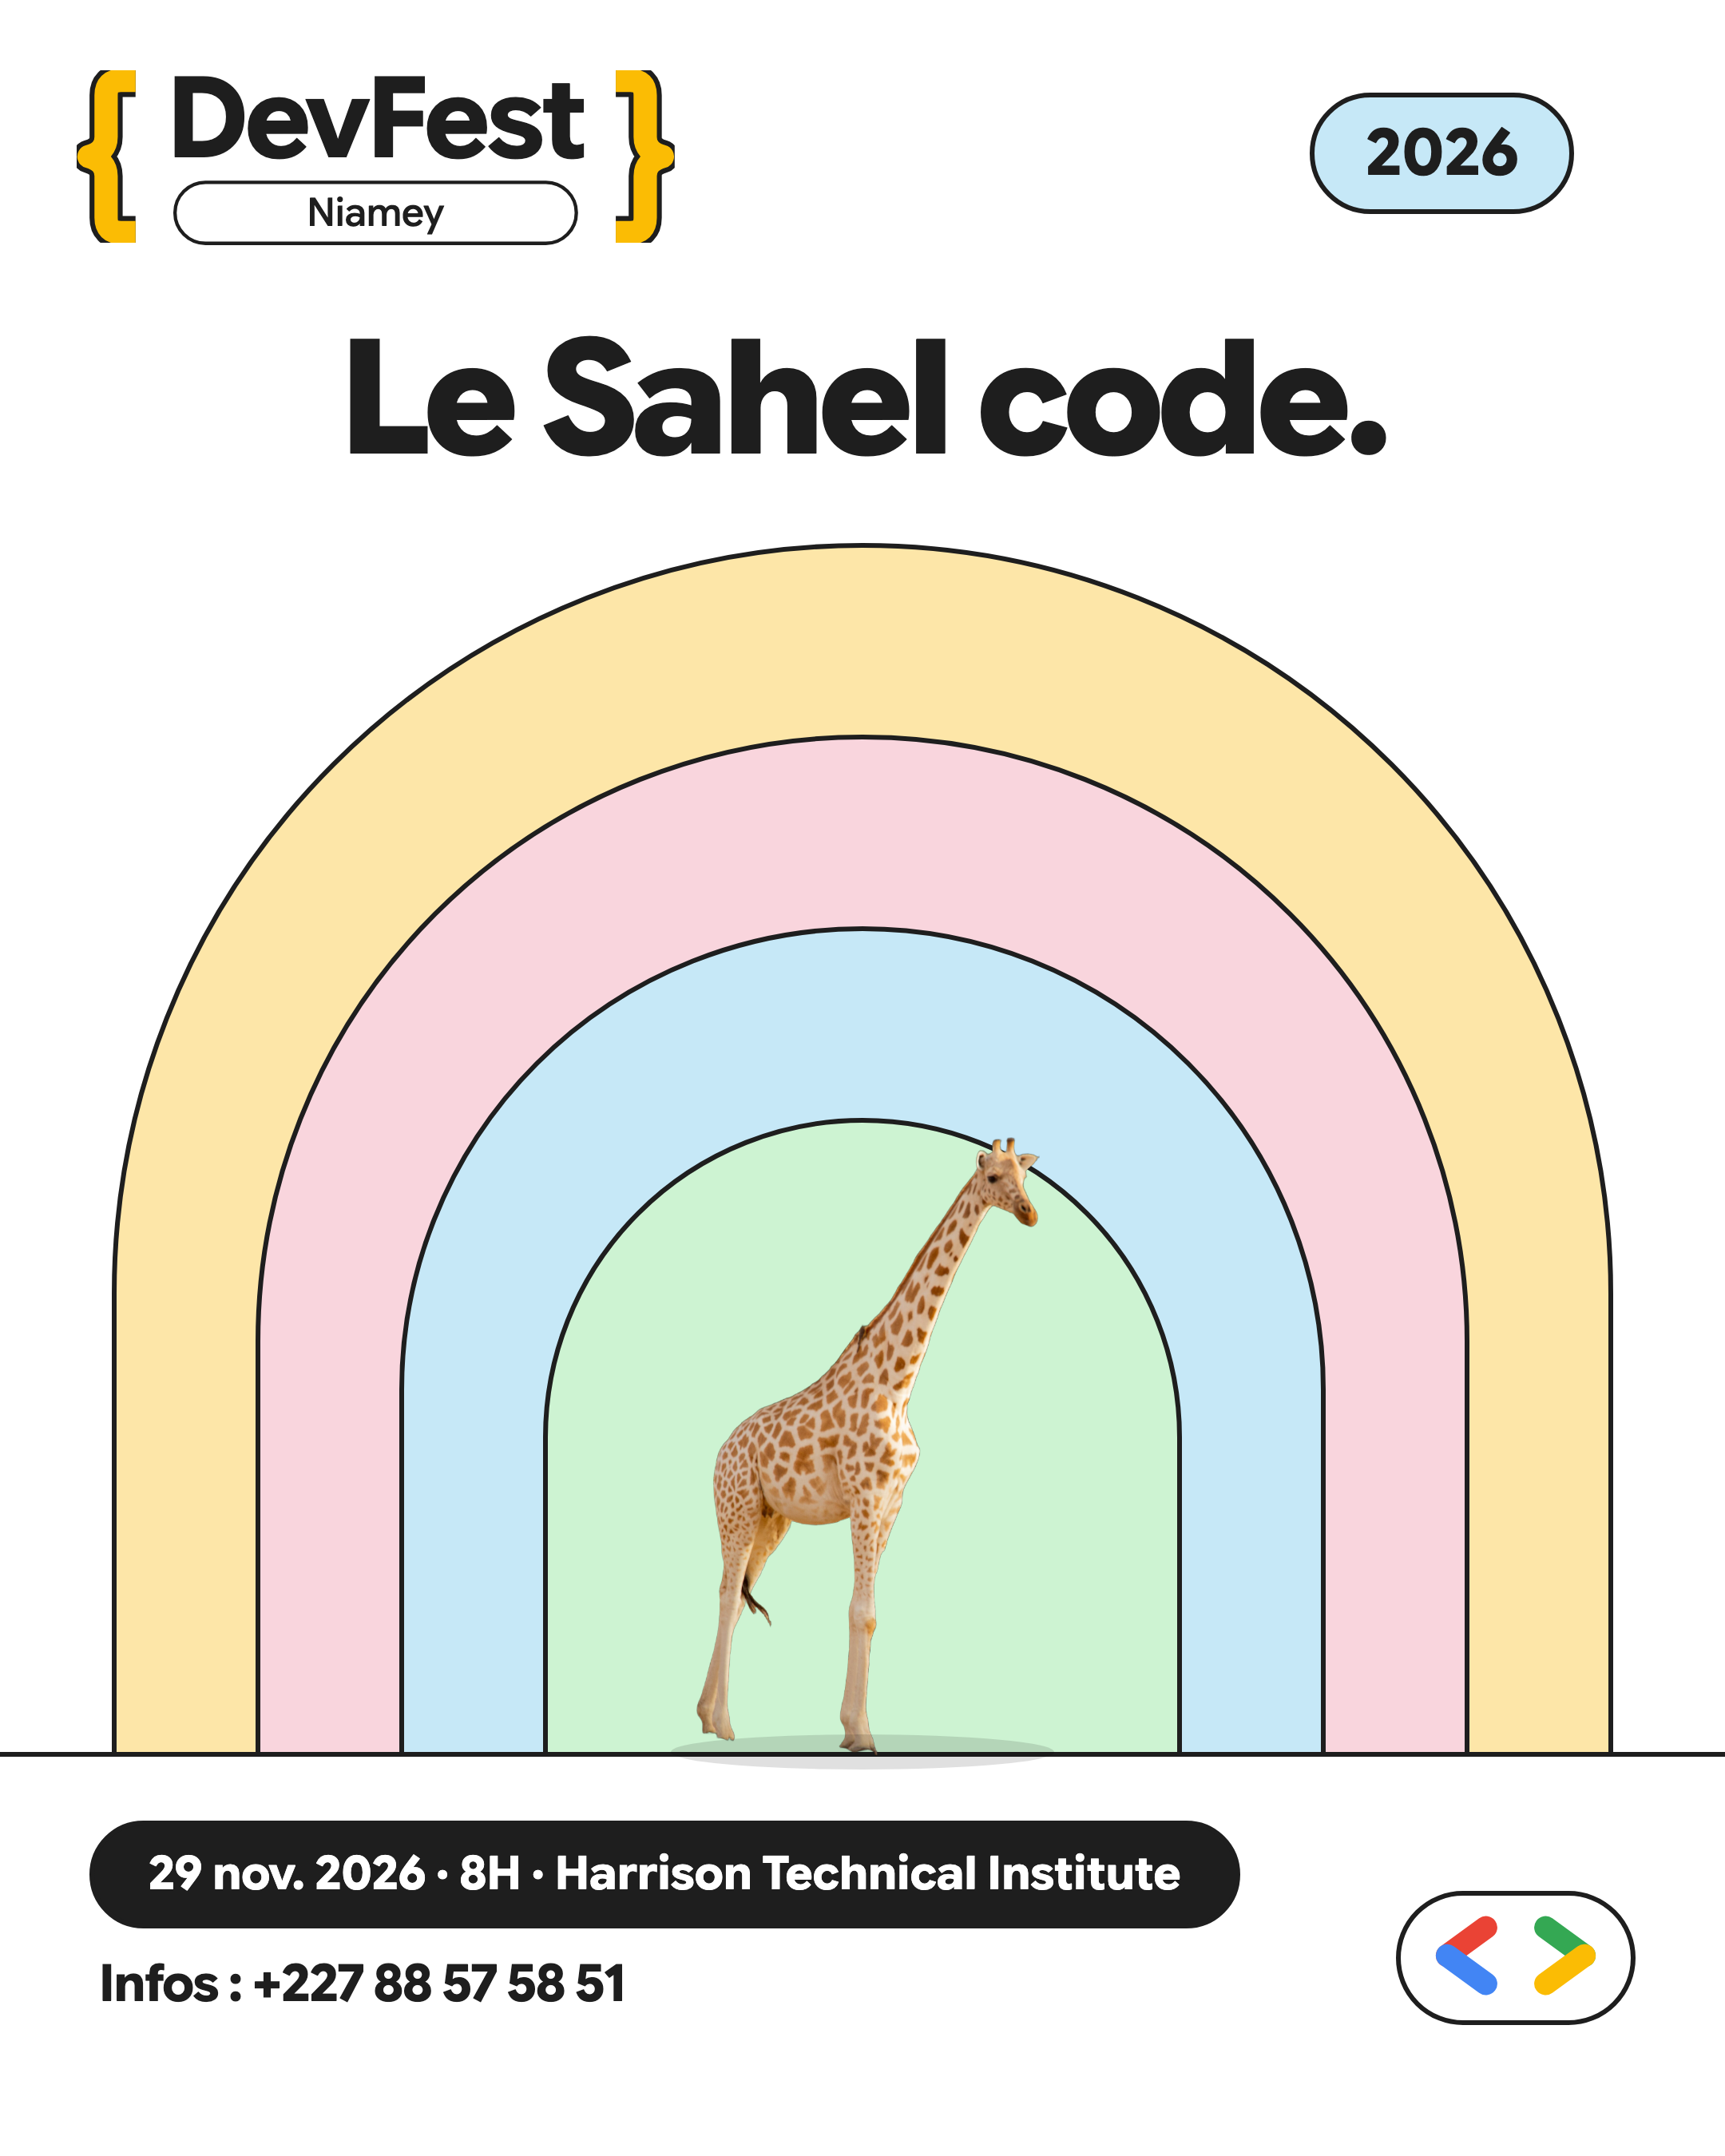 DevFest
Niamey
2026
Le Sahel code.
29 nov. 2026 · 8H · Harrison Technical Institute
Infos : +227 88 57 58 51